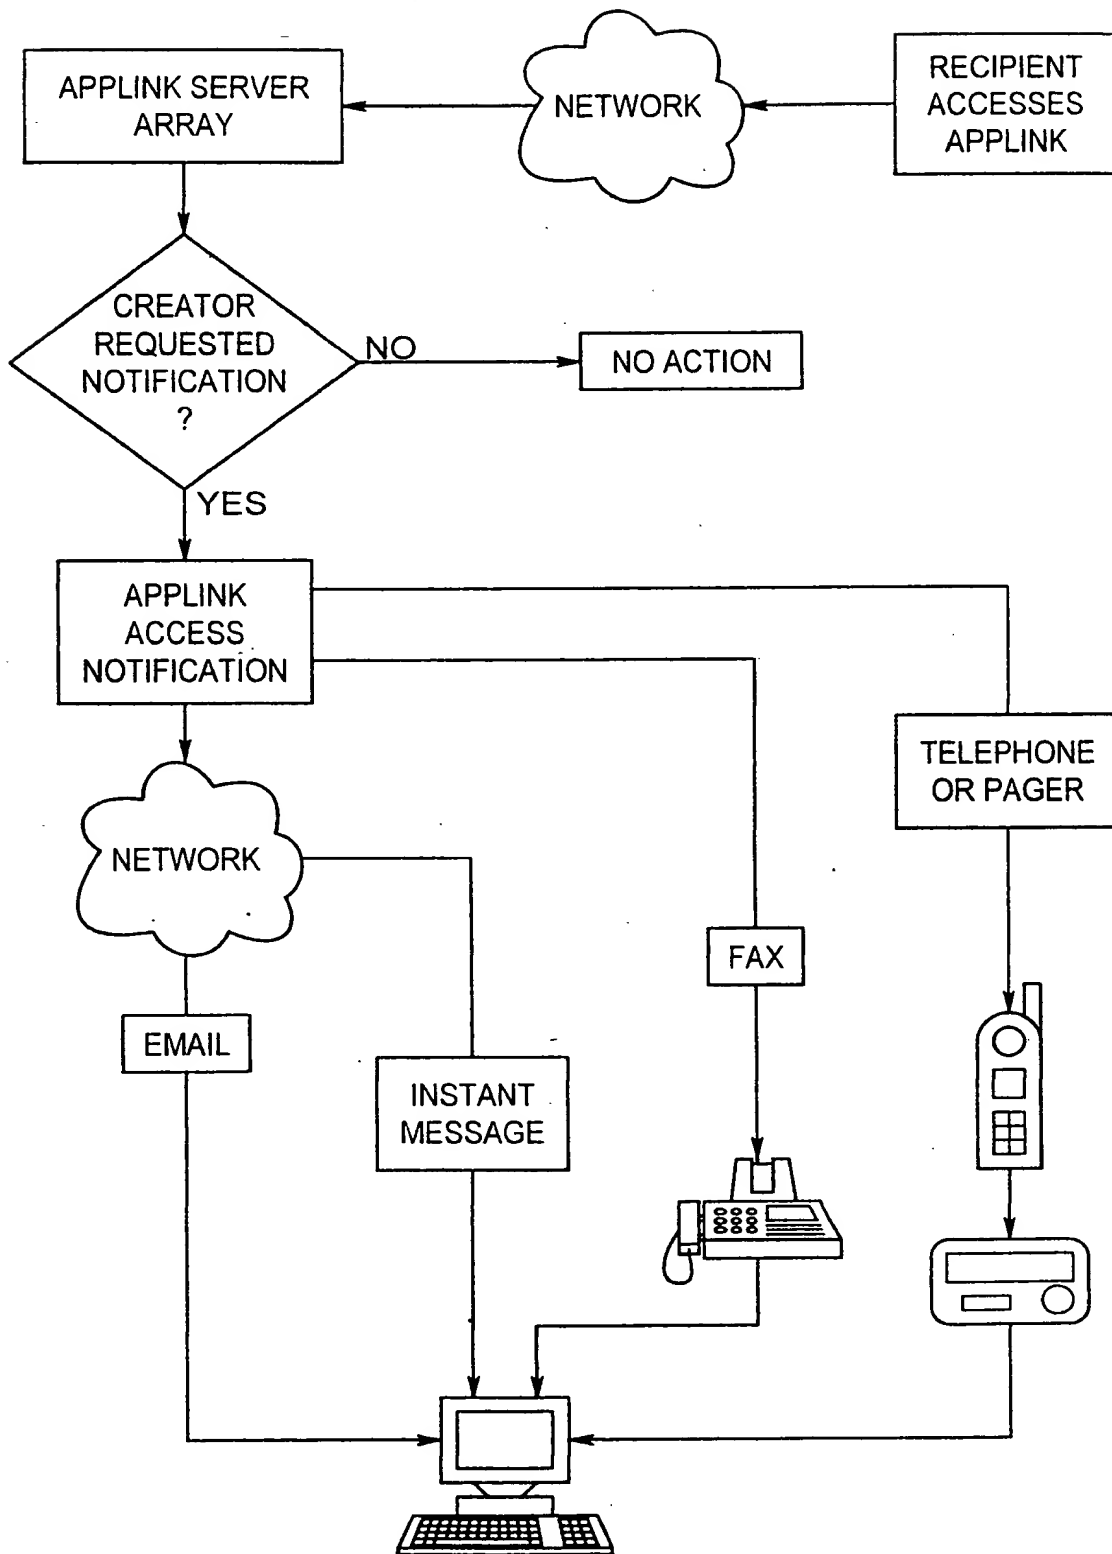 APPLINK SERVER
ARRAY
NETWORK
RECIPIENT
ACCESSES
APPLINK
CREATOR
REQUESTED
NOTIFICATION
?
NO
NO ACTION
YES
APPLINK
ACCESS
NOTIFICATION
TELEPHONE
OR PAGER
NETWORK
FAX
EMAIL
INSTANT
MESSAGE